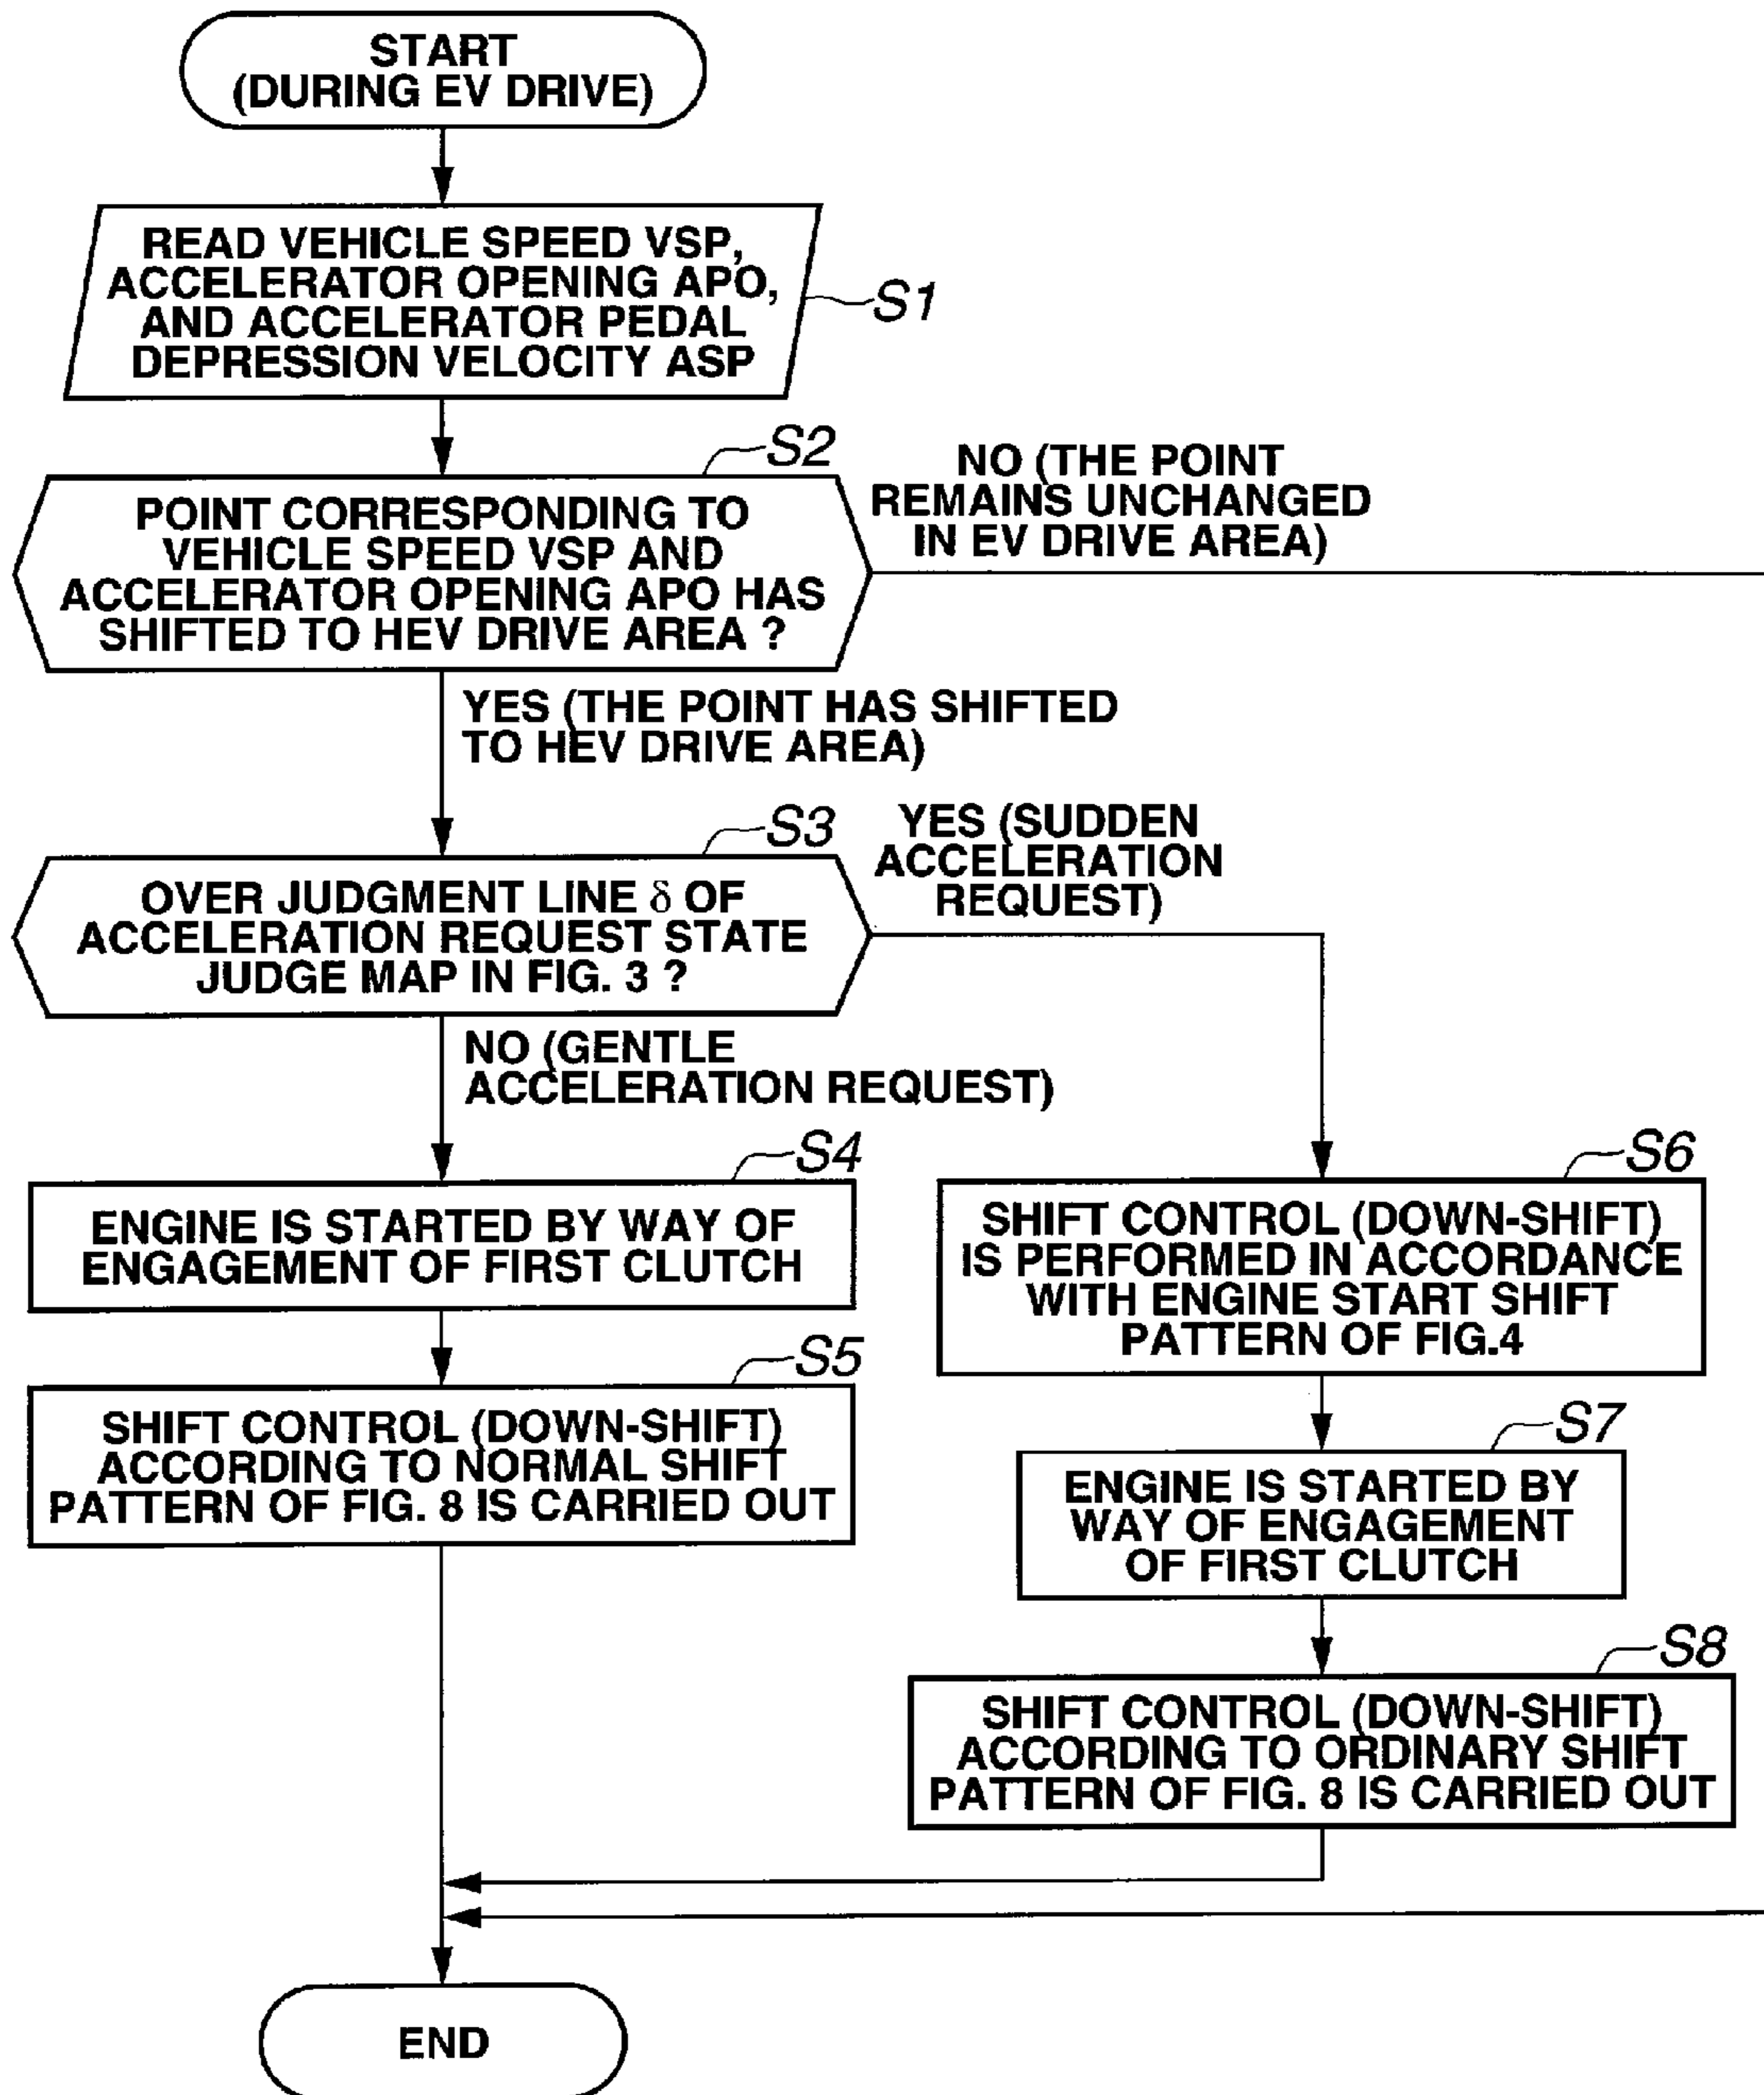 START
(DURING EV DRIVE)
READ VEHICLE SPEED VSP,
ACCELERATOR OPENING APO,
AND ACCELERATOR PEDAL
DEPRESSION VELOCITY ASP
S1
S2
POINT CORRESPONDING TO
VEHICLE SPEED VSP AND
ACCELERATOR OPENING APO HAS
SHIFTED TO HEV DRIVE AREA ?
NO (THE POINT
REMAINS UNCHANGED
IN EV DRIVE AREA)
YES (THE POINT HAS SHIFTED
TO HEV DRIVE AREA)
S3
OVER JUDGMENT LINE δ OF
ACCELERATION REQUEST STATE
JUDGE MAP IN FIG. 3 ?
YES (SUDDEN
ACCELERATION
REQUEST)
NO (GENTLE
ACCELERATION REQUEST)
S4
ENGINE IS STARTED BY WAY OF
ENGAGEMENT OF FIRST CLUTCH
S5
SHIFT CONTROL (DOWN-SHIFT)
ACCORDING TO NORMAL SHIFT
PATTERN OF FIG. 8 IS CARRIED OUT
S6
SHIFT CONTROL (DOWN-SHIFT)
IS PERFORMED IN ACCORDANCE
WITH ENGINE START SHIFT
PATTERN OF FIG.4
S7
ENGINE IS STARTED BY
WAY OF ENGAGEMENT
OF FIRST CLUTCH
S8
SHIFT CONTROL (DOWN-SHIFT)
ACCORDING TO ORDINARY SHIFT
PATTERN OF FIG. 8 IS CARRIED OUT
END